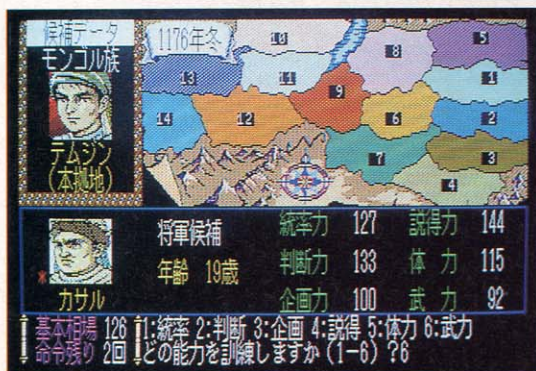 候補データ
モンゴル族
テムジン
(本拠地)
1176年冬
10
8
5
13
11
9
1
14
12
6
2
7
3
4
将軍候補
年齢 19歳
カサル
統率力 127 説得力 144
判断力 133 体力 115
企画力 100 武力 92
基本相場 126
命令残り 2回
1:統率 2:判断 3:企画 4:説得 5:体力 6:武力
どの能力を訓練しますか(1-6)?6